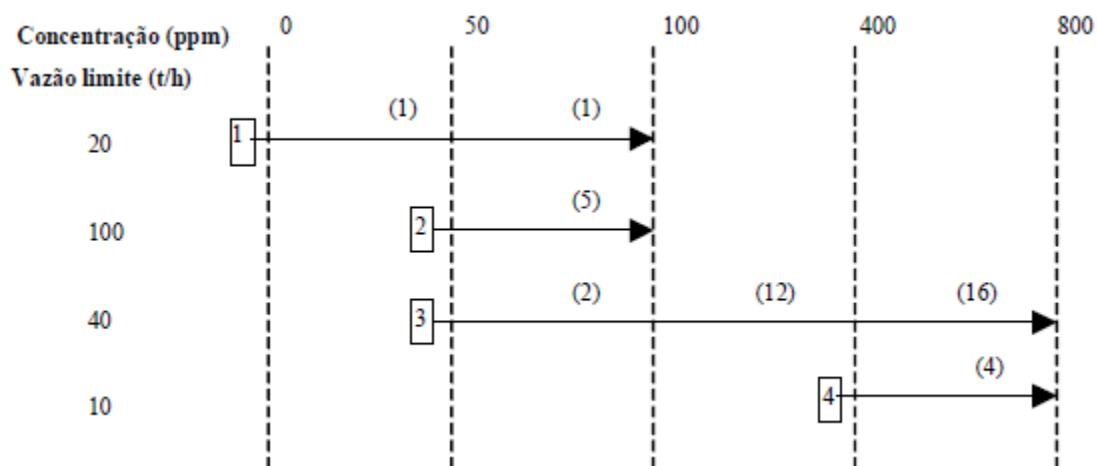 Concentração (ppm) 0 50 100 400 800
Vazão limite (t/h)
(1) (1)
20 1
(5)
100 2
(2) (12) (16)
40 3
(4)
10 4